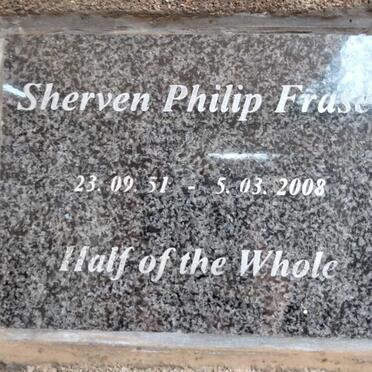 Sherven Philip Frase
23. 09. 51 - 5. 03. 2008
Half of the Whole